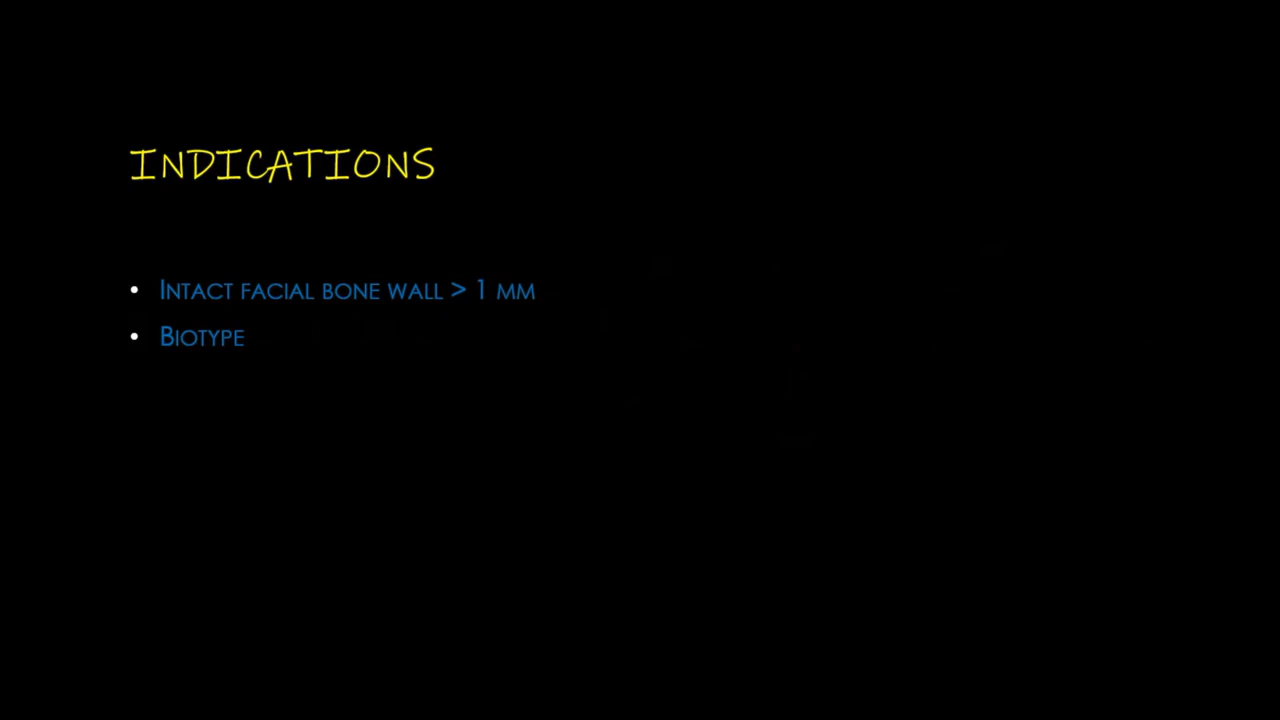 INDICATIONS
• Intact facial bone wall > 1 mm
• Biotype